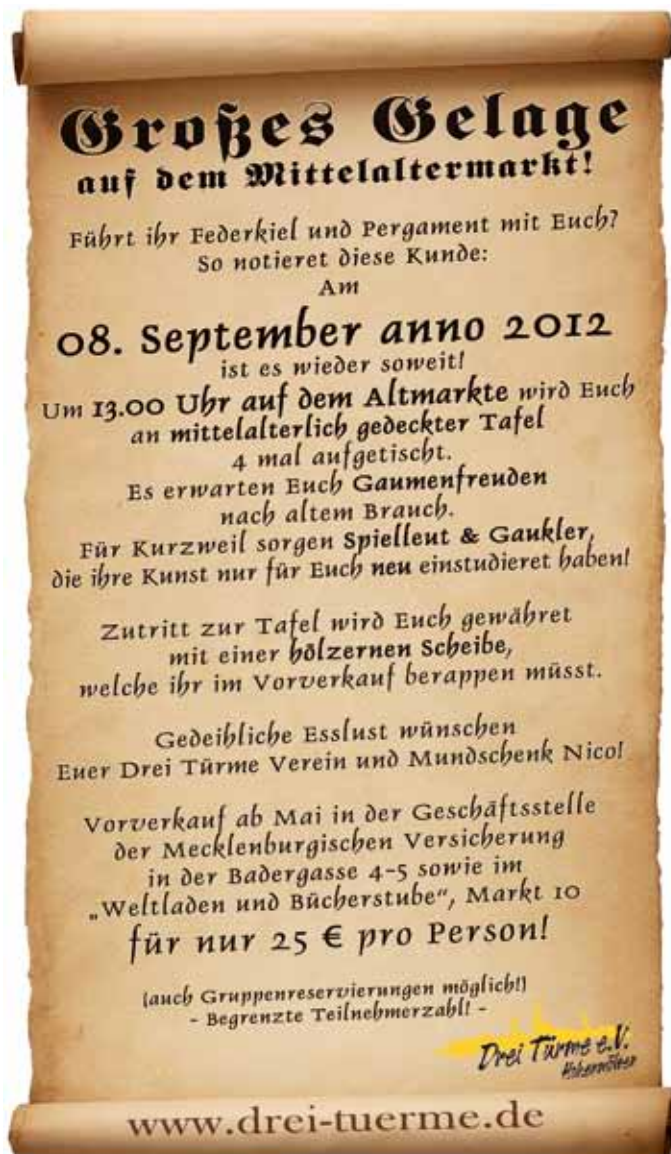 Großes Gelage
auf dem Mittelaltermarkt!
Führt ihr Federkiel und Pergament mit Euch?
So notieret diese Kunde:
Am
08. September anno 2012
ist es wieder soweit!
Um 13.00 Uhr auf dem Altmarkte wird Euch
an mittelalterlich gedeckter Tafel
4 mal aufgetischt.
Es erwarten Euch Gaumenfreuden
nach altem Brauch.
Für Kurzweil sorgen Spielleut & Gaukler,
die ihre Kunst nur für Euch neu einstudieret haben!
Zutritt zur Tafel wird Euch gewähret
mit einer hölzernen Scheibe,
welche ihr im Vorverkauf berappen müsst.
Gedeihliche Esslust wünschen
Euer Drei Türme Verein und Mundschenk Nico!
Vorverkauf ab Mai in der Geschäftsstelle
der Mecklenburgischen Versicherung
in der Badergasse 4-5 sowie im
„Weltladen und Bücherstube“, Markt 10
für nur 25 € pro Person!
(auch Gruppenreservierungen möglich!)
- Begrenzte Teilnehmerzahl! -
Drei Türme e.V.
Hohenmölsen
www.drei-tuerme.de